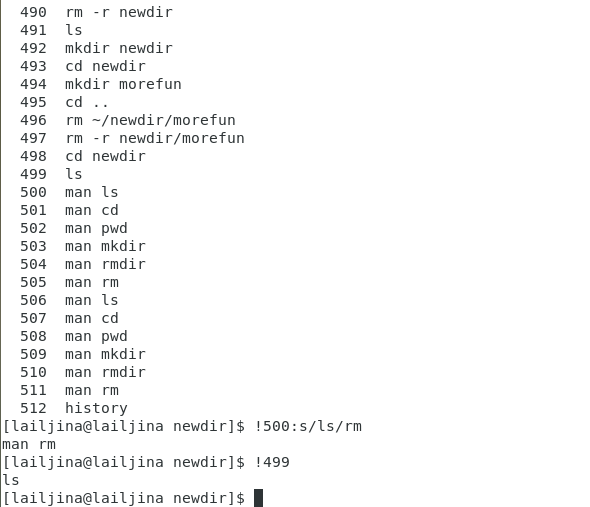 490 rm -r newdir
491 ls
492 mkdir newdir
493 cd newdir
494 mkdir morefun
495 cd ..
496 rm ~/newdir/morefun
497 rm -r newdir/morefun
498 cd newdir
499 ls
500 man ls
501 man cd
502 man pwd
503 man mkdir
504 man rmdir
505 man rm
506 man ls
507 man cd
508 man pwd
509 man mkdir
510 man rmdir
511 man rm
512 history
[lailjina@lailjina newdir]$ !500:s/ls/rm
man rm
[lailjina@lailjina newdir]$ !499
ls
[lailjina@lailjina newdir]$